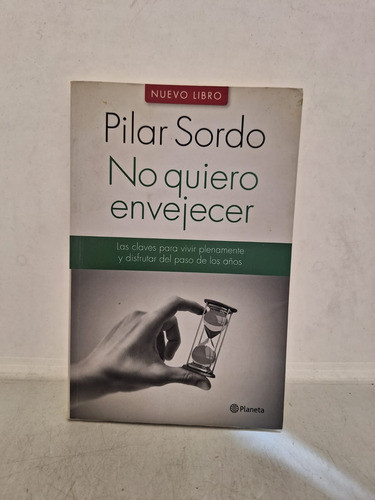 NUEVO LIBRO
Pilar Sordo
No quiero
envejecer
Las claves para vivir plenamente
y disfrutar del paso de los años
Planeta